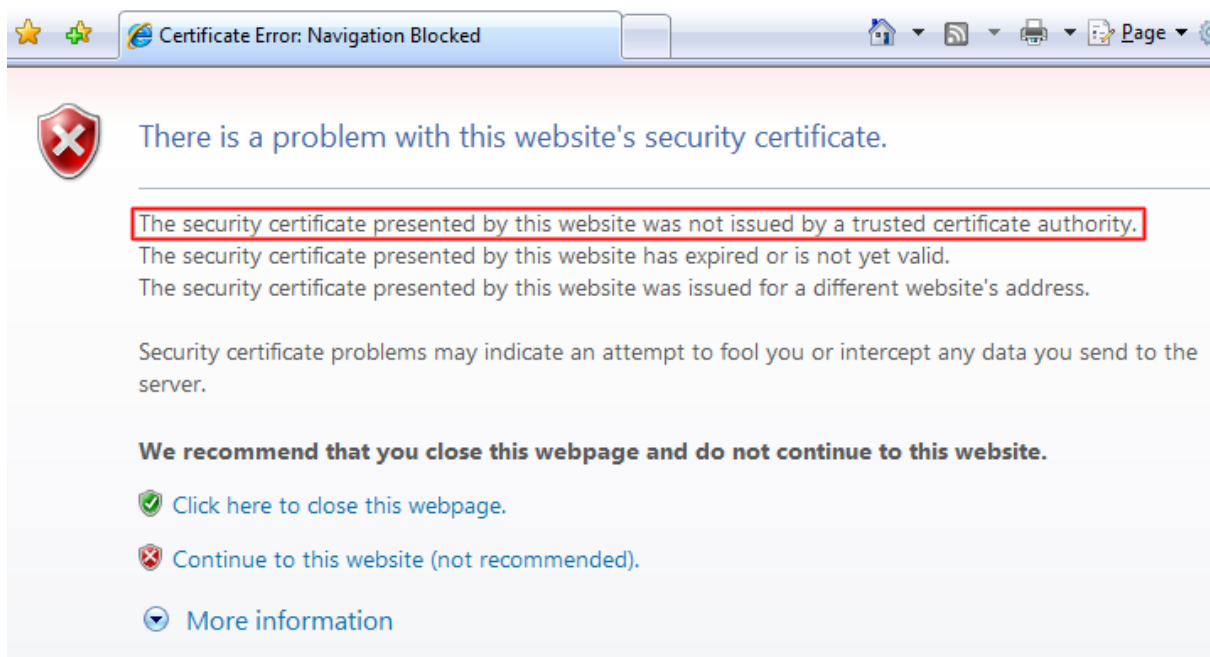 Certificate Error: Navigation Blocked
Page
There is a problem with this website's security certificate.
The security certificate presented by this website was not issued by a trusted certificate authority.
The security certificate presented by this website has expired or is not yet valid.
The security certificate presented by this website was issued for a different website's address.
Security certificate problems may indicate an attempt to fool you or intercept any data you send to the
server.
We recommend that you close this webpage and do not continue to this website.
Click here to close this webpage.
Continue to this website (not recommended).
More information